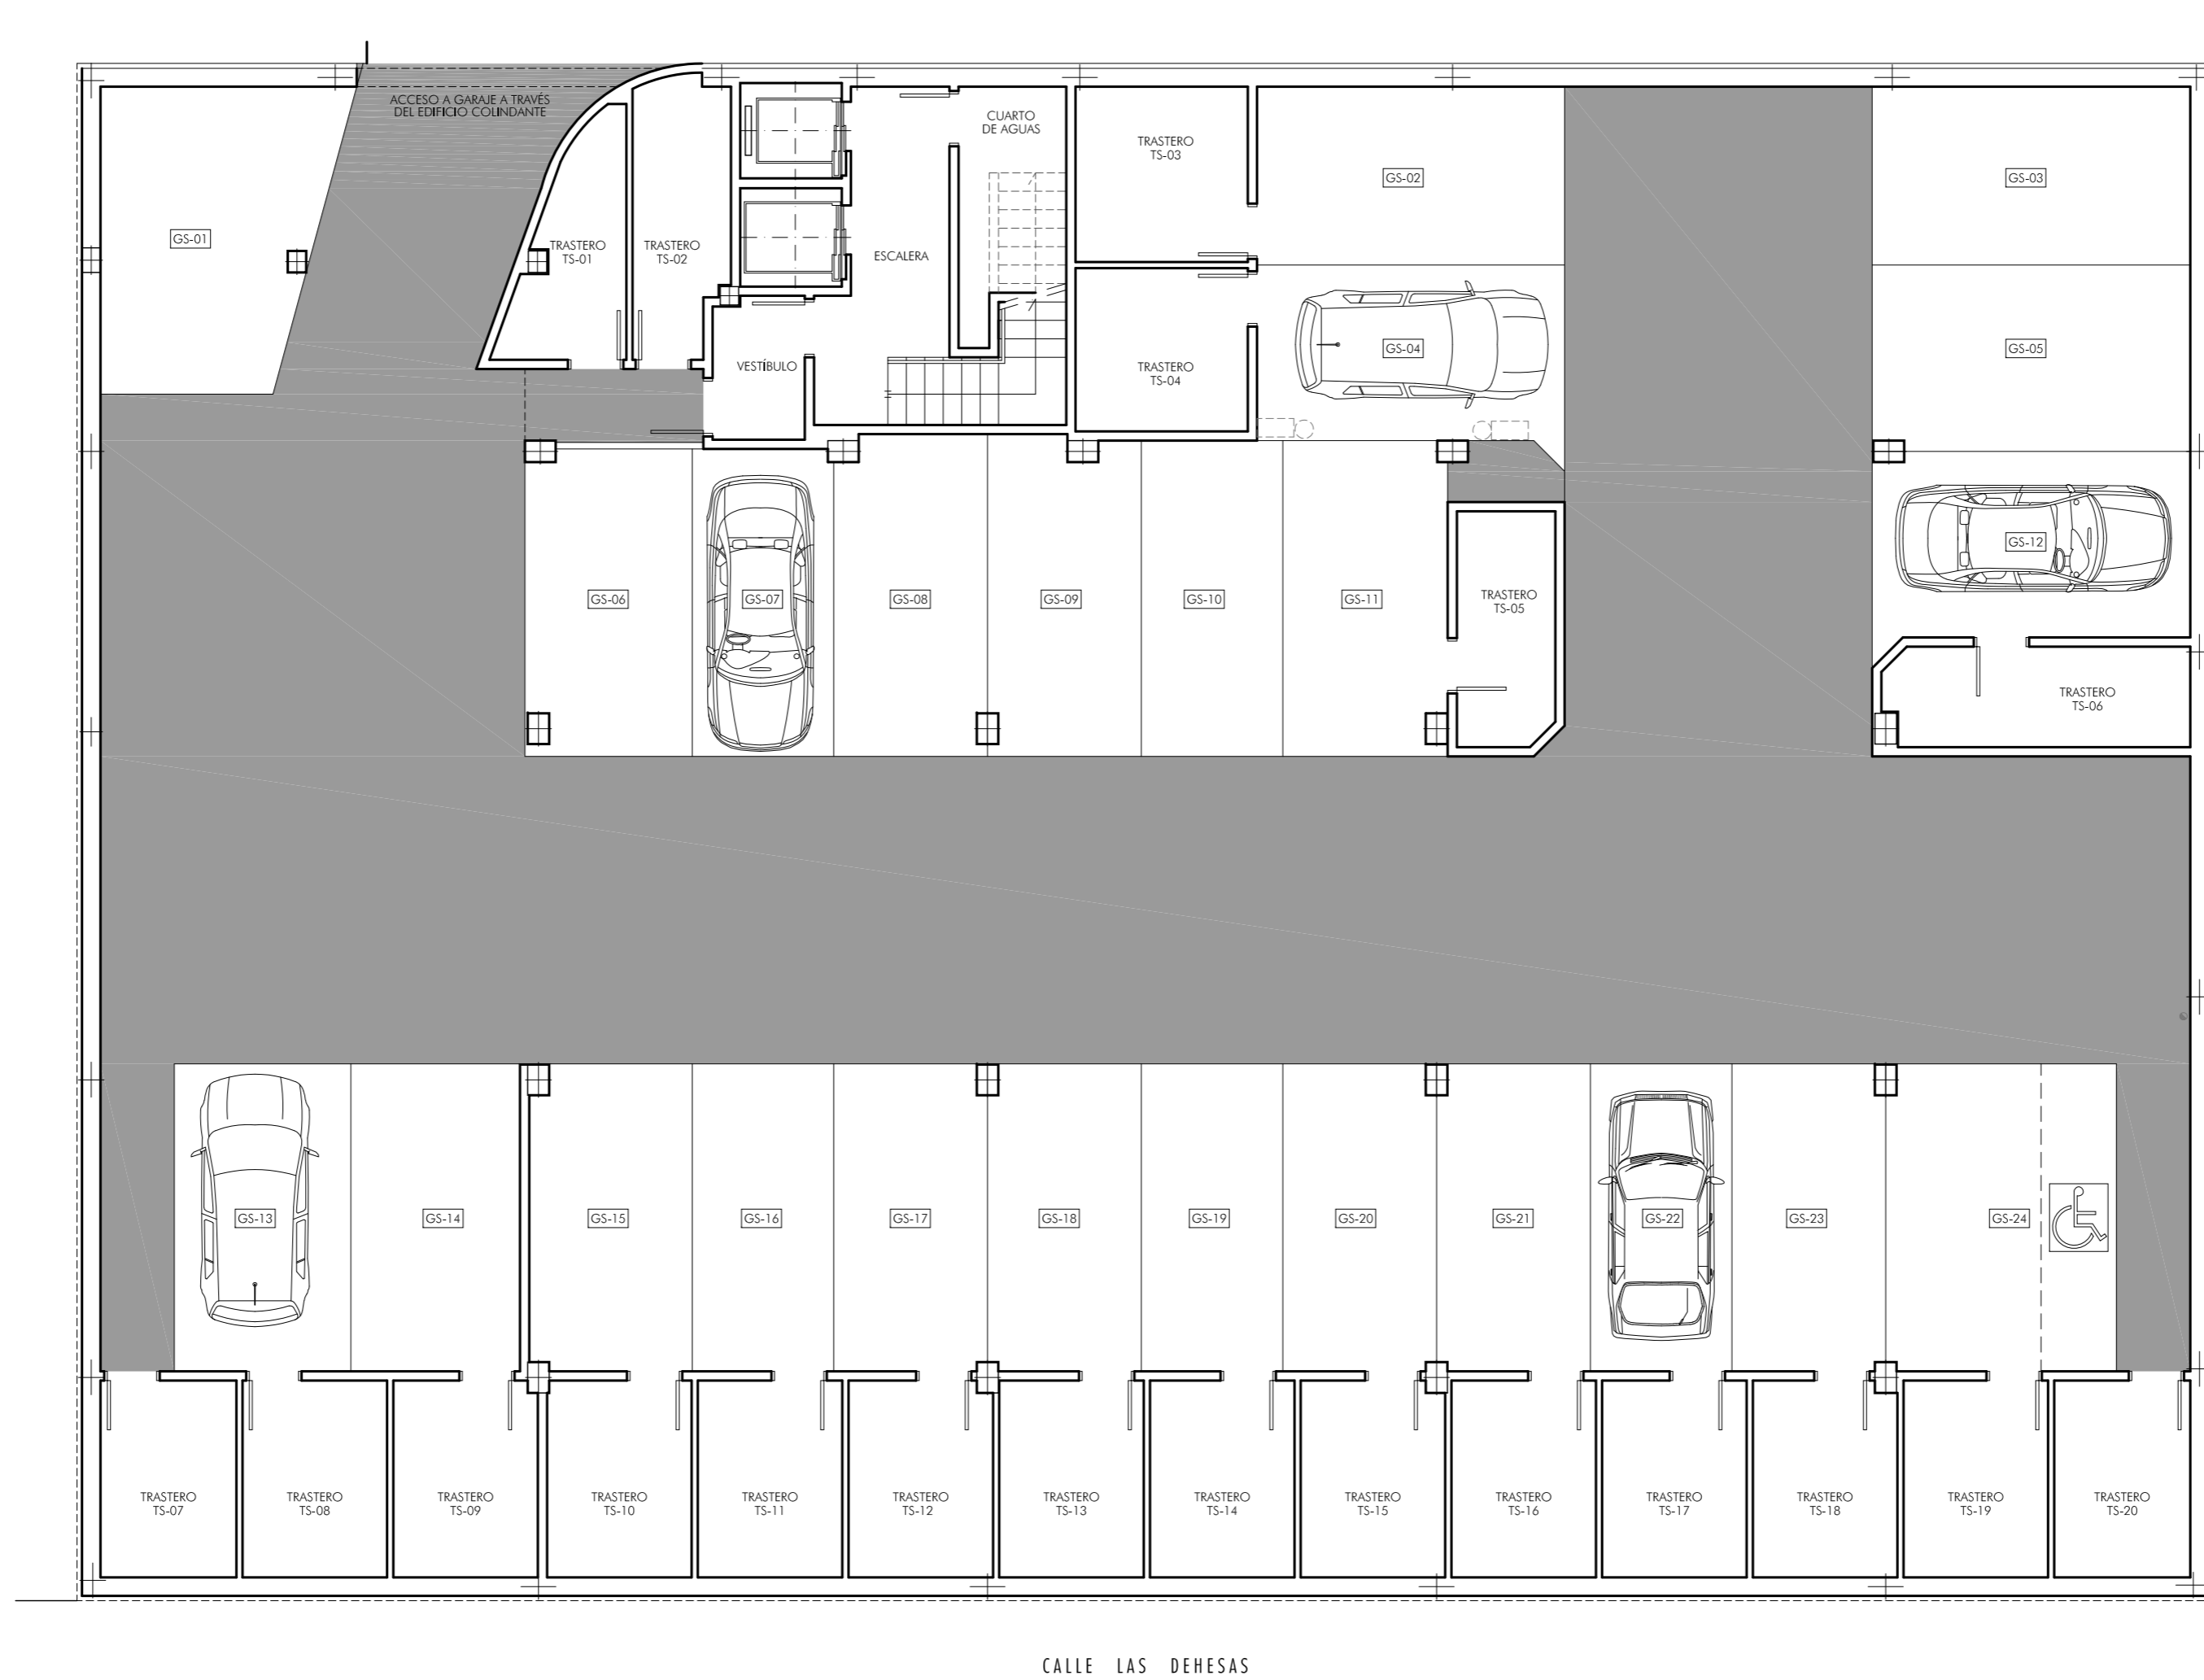 ACCESO A GARAJE A TRAVÉS
DEL EDIFICIO COLINDANTE
CUARTO
DE AGUAS
TRASTERO
TS-03
GS-02
GS-03
GS-01
TRASTERO
TS-01
TRASTERO
TS-02
ESCALERA
VESTÍBULO
TRASTERO
TS-04
GS-04
GS-05
GS-06
GS-07
GS-08
GS-09
GS-10
GS-11
TRASTERO
TS-05
GS-12
TRASTERO
TS-06
GS-13
GS-14
GS-15
GS-16
GS-17
GS-18
GS-19
GS-20
GS-21
GS-22
GS-23
GS-24
TRASTERO
TS-07
TRASTERO
TS-08
TRASTERO
TS-09
TRASTERO
TS-10
TRASTERO
TS-11
TRASTERO
TS-12
TRASTERO
TS-13
TRASTERO
TS-14
TRASTERO
TS-15
TRASTERO
TS-16
TRASTERO
TS-17
TRASTERO
TS-18
TRASTERO
TS-19
TRASTERO
TS-20
CALLE LAS DEHESAS